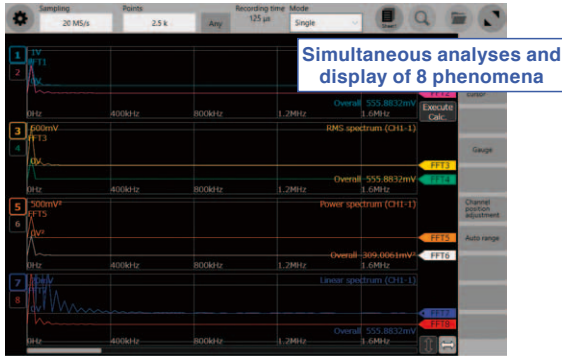 Sampling
20 MS/s
Points
2.5 k
Any
Recording time
125 µs
Mode
Single
Simultaneous analyses and
display of 8 phenomena
1
1V
FFT1
2
0V
FFT2
Overall 555.8832mV
Execute
Calc.
0Hz 400kHz 800kHz 1.2MHz 1.6MHz
3
500mV
RMS spectrum (CH1-1)
FFT3
4
Gauge
0V
FFT3
Overall 555.8832mV
FFT4
0Hz 400kHz 800kHz 1.2MHz 1.6MHz
5
500mV²
Power spectrum (CH1-1)
Channel
position
adjustment
FFT5
6
0V²
FFT5
Auto range
Overall 309.0061mV²
FFT6
0Hz 400kHz 800kHz 1.2MHz 1.6MHz
7
Linear spectrum (CH1-1)
8
FFT7
FFT8
Overall 555.8832mV
0Hz 400kHz 800kHz 1.2MHz 1.6MHz